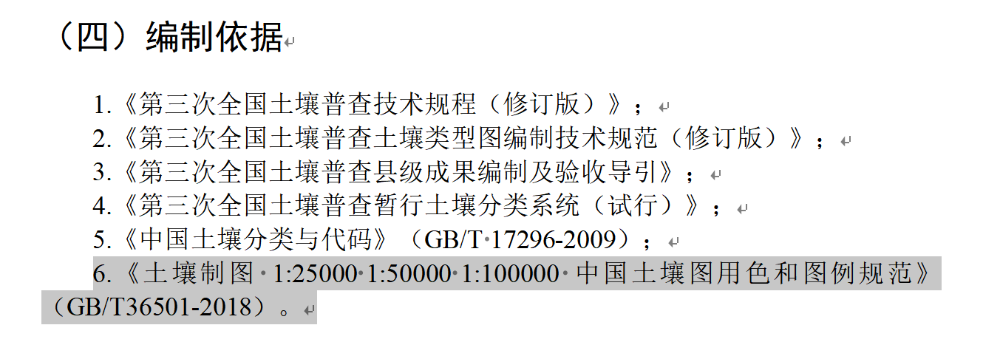 （四）编制依据
1.《第三次全国土壤普查技术规程（修订版）》；
2.《第三次全国土壤普查土壤类型图编制技术规范（修订版）》；
3.《第三次全国土壤普查县级成果编制及验收导引》；
4.《第三次全国土壤普查暂行土壤分类系统（试行）》；
5.《中国土壤分类与代码》（GB/T 17296-2009）；
6.《土壤制图 1:25000 1:50000 1:100000 中国土壤图用色和图例规范》
（GB/T36501-2018）。